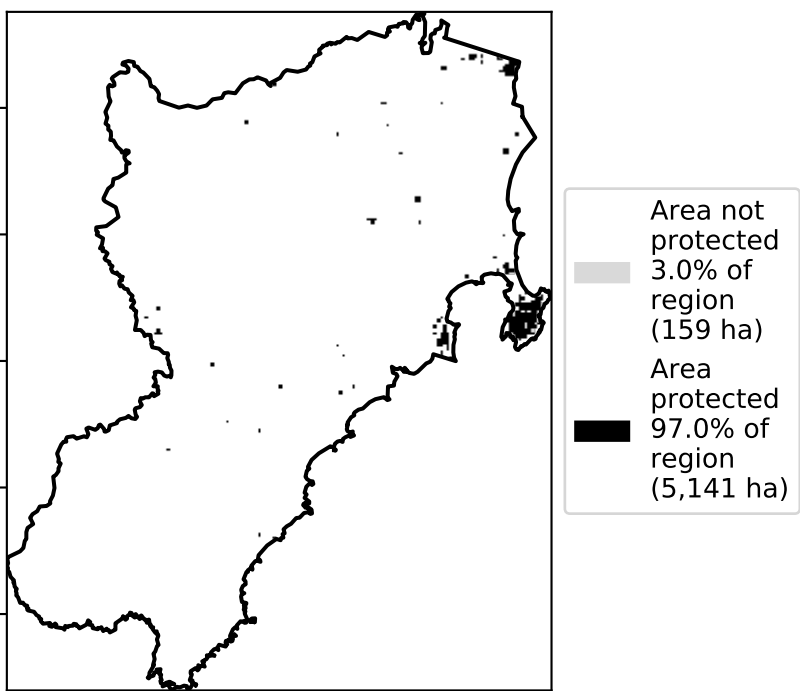 Area not
protected
3.0% of
region
(159 ha)
Area
protected
97.0% of
region
(5,141 ha)